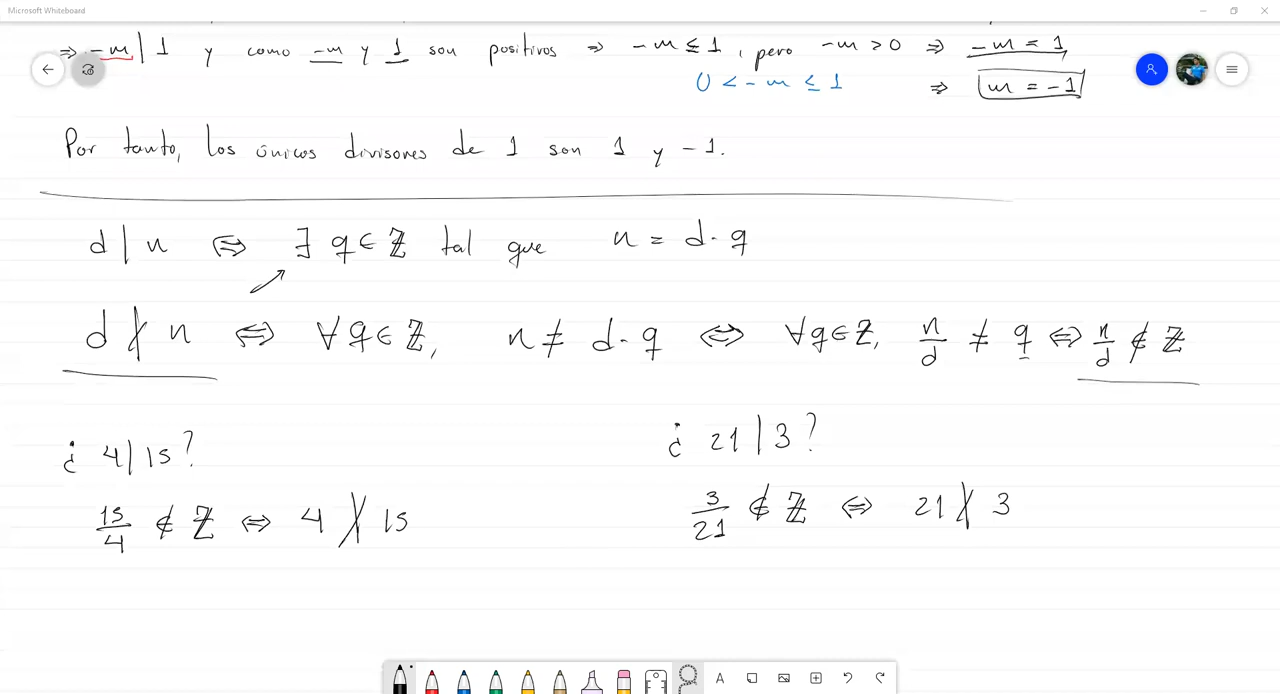 Microsoft Whiteboard
⇒ -m | 1 y como -m y 1 son positivos ⇒ -m ≤ 1, pero -m > 0 ⇒ -m = 1
0 < -m ≤ 1 ⇒ m = -1
Por tanto, los únicos divisores de 1 son 1 y -1.
d | n ⇔ ∃ q ∈ ℤ tal que n = d · q
d ∤ n ⇔ ∀ q ∈ ℤ, n ≠ d · q ⇔ ∀ q ∈ ℤ, n/d ≠ q ⇔ n/d ∉ ℤ
¿ 4 | 15 ?
15/4 ∉ ℤ ⇔ 4 ∤ 15
¿ 21 | 3 ?
3/21 ∉ ℤ ⇔ 21 ∤ 3
A